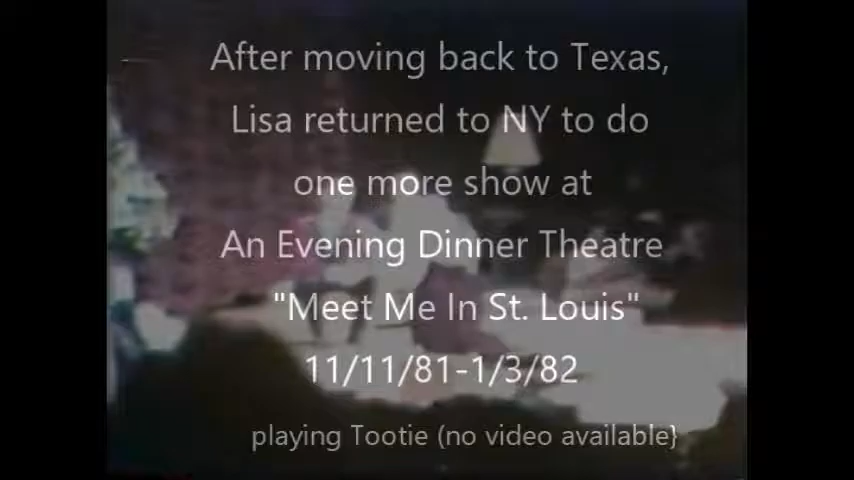 After moving back to Texas,
Lisa returned to NY to do
one more show at
An Evening Dinner Theatre
"Meet Me In St. Louis"
11/11/81-1/3/82
playing Tootie (no video available}